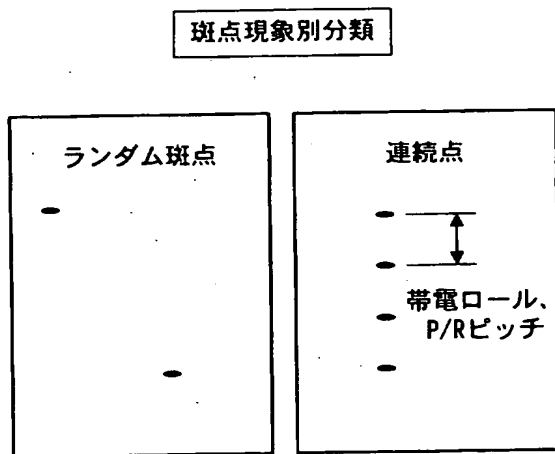 斑点現象別分類
ランダム斑点
連続点
帯電ロール、
P/Rピッチ